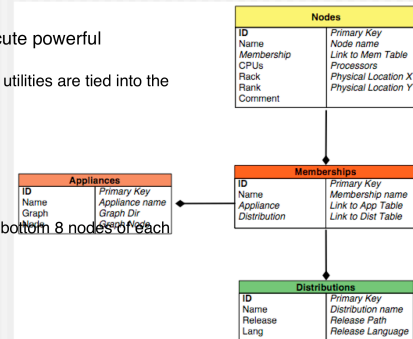 cute powerful
utilities are tied into the
bottom 8 nodes of each
Nodes
ID Primary Key
Name Node name
Membership Link to Mem Table
CPUs Processors
Rack Physical Location X
Rank Physical Location Y
Comment
Appliances
ID Primary Key
Name Appliance name
Graph Graph Dir
Node Graph Node
Memberships
ID Primary Key
Name Membership name
Appliance Link to App Table
Distribution Link to Dist Table
Distributions
ID Primary Key
Name Distribution name
Release Release Path
Lang Release Language